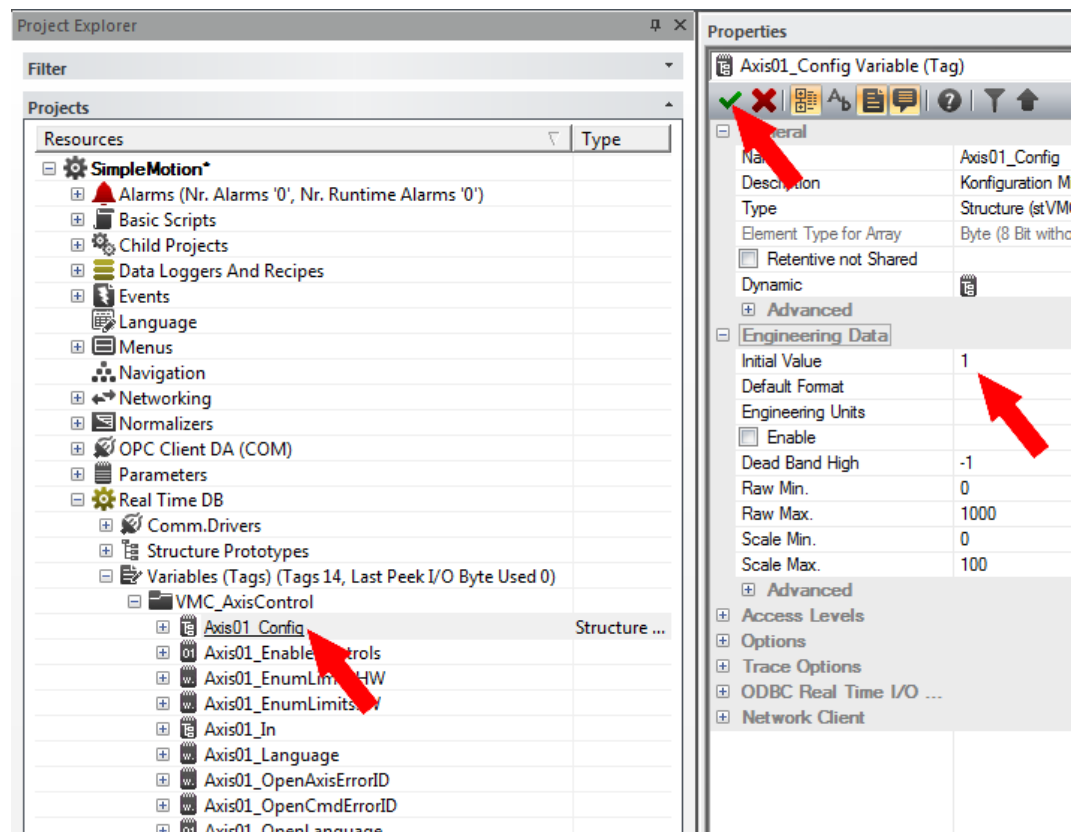 Project Explorer
Filter
Projects
Resources Type
SimpleMotion*
Alarms (Nr. Alarms '0', Nr. Runtime Alarms '0')
Basic Scripts
Child Projects
Data Loggers And Recipes
Events
Language
Menus
Navigation
Networking
Normalizers
OPC Client DA (COM)
Parameters
Real Time DB
Comm.Drivers
Structure Prototypes
Variables (Tags) (Tags 14, Last Peek I/O Byte Used 0)
VMC_AxisControl
Axis01_Config Structure ...
Axis01_Enable
Axis01_EnumLim
Axis01_EnumLimits
Axis01_In
Axis01_Language
Axis01_OpenAxisErrorID
Axis01_OpenCmdErrorID
Axis01_OpenLanguage
Properties
Axis01_Config Variable (Tag)
Axis01_Config
Konfiguration M
Type Structure (stVMC
Element Type for Array Byte (8 Bit witho
Retentive not Shared
Dynamic
Advanced
Engineering Data
Initial Value 1
Default Format
Engineering Units
Enable
Dead Band High -1
Raw Min. 0
Raw Max. 1000
Scale Min. 0
Scale Max. 100
Advanced
Access Levels
Options
Trace Options
ODBC Real Time I/O ...
Network Client